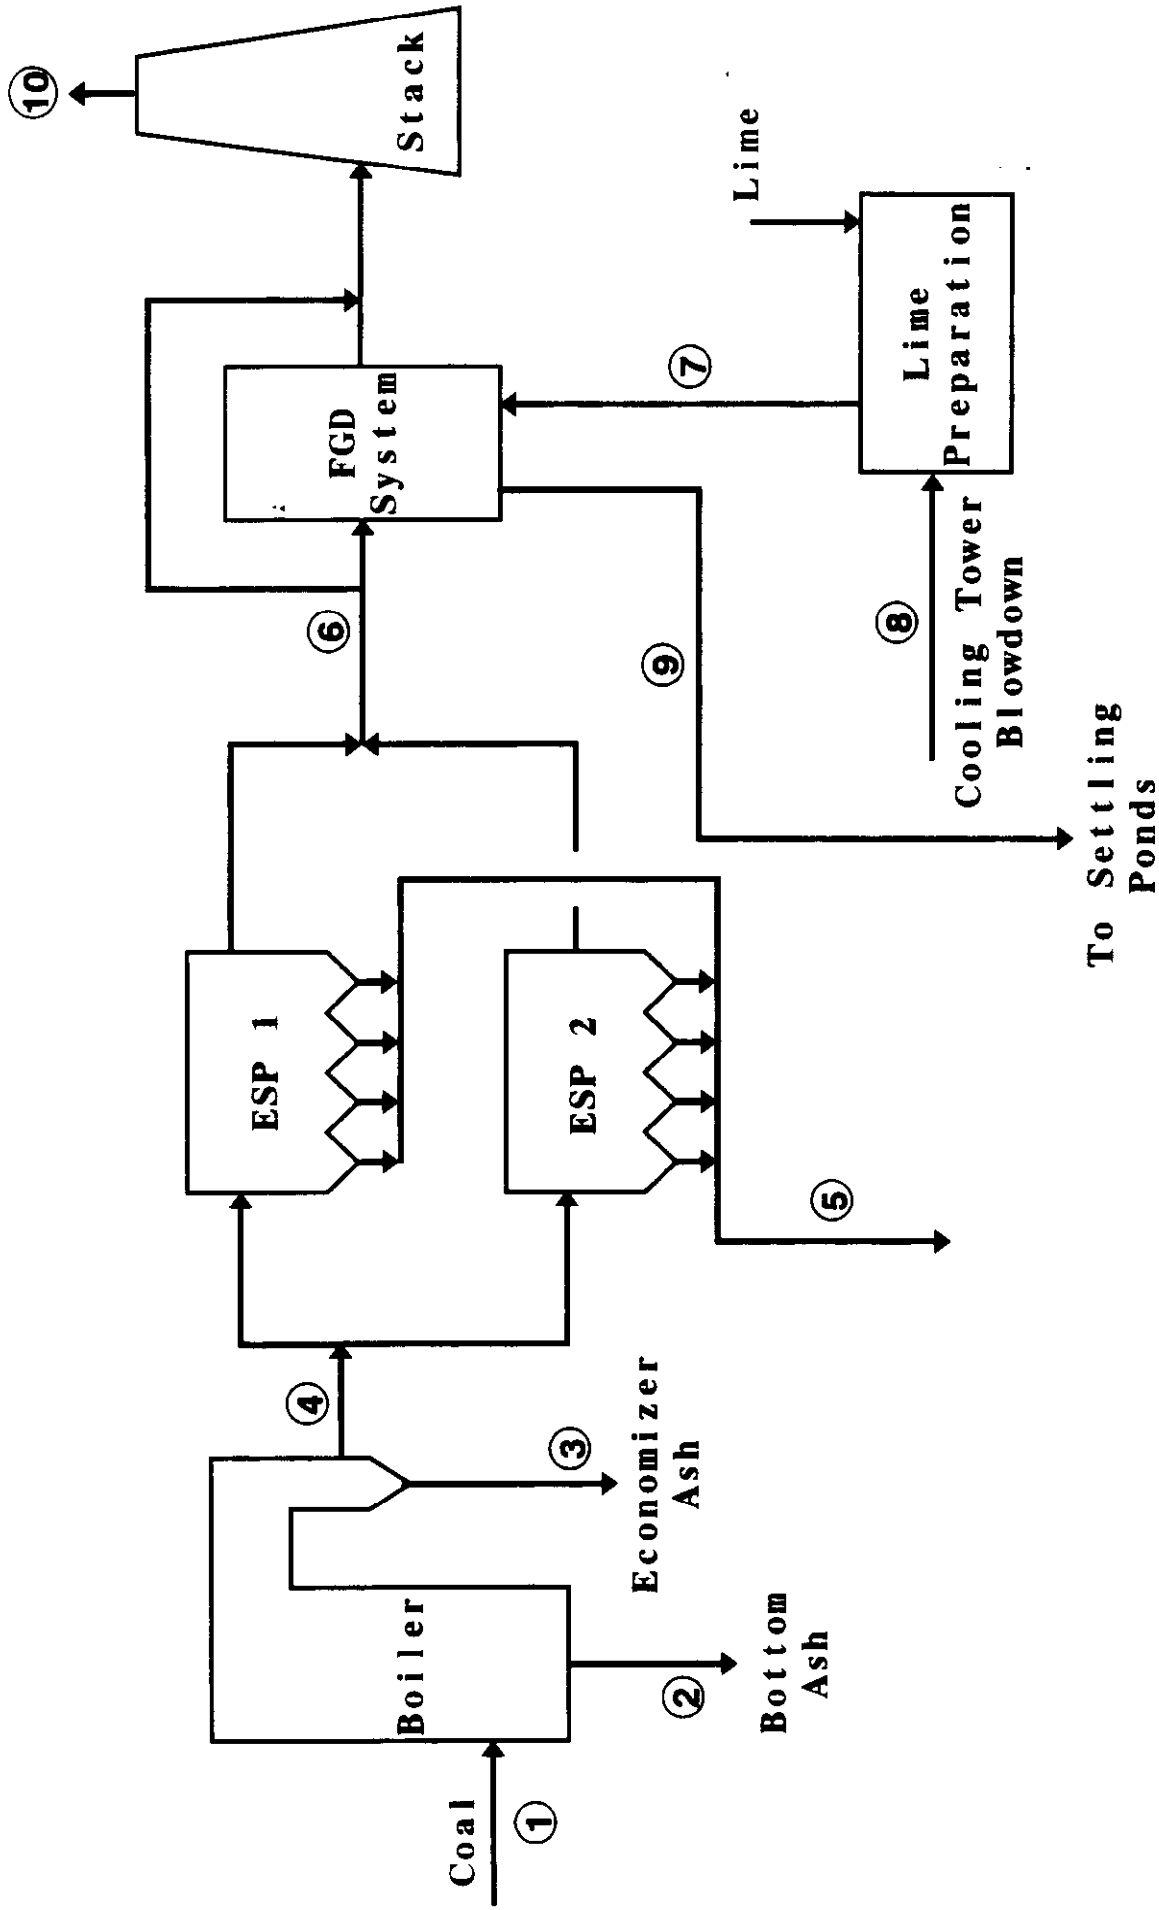 Coal
1
Boiler
2
Bottom
Ash
3
Economizer
Ash
4
ESP 1
ESP 2
5
6
FGD
System
7
Lime
Preparation
Lime
8
Cooling Tower
Blowdown
9
To Settling
Ponds
Stack
10